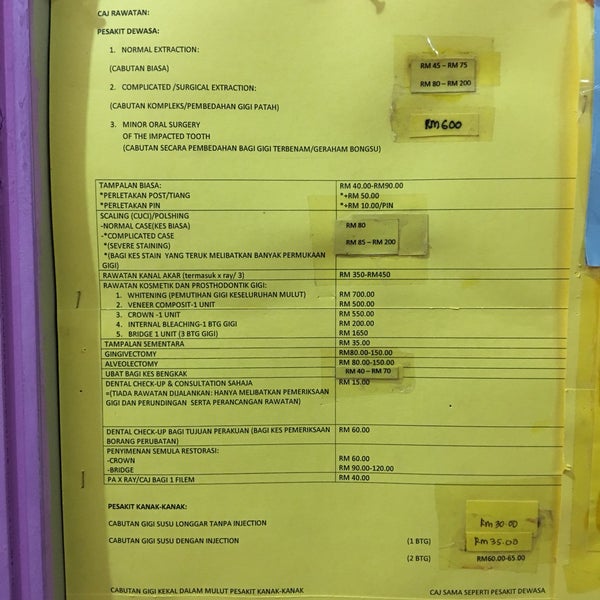 CAJ RAWATAN:
PESAKIT DEWASA:
1. NORMAL EXTRACTION: RM 45 – RM 75
(CABUTAN BIASA)
2. COMPLICATED /SURGICAL EXTRACTION: RM 80 – RM 200
(CABUTAN KOMPLEKS/PEMBEDAHAN GIGI PATAH)
3. MINOR ORAL SURGERY RM600
OF THE IMPACTED TOOTH
(CABUTAN SECARA PEMBEDAHAN BAGI GIGI TERBENAM/GERAHAM BONGSU)
TAMPALAN BIASA: RM 40.00-RM90.00
*PERLETAKAN POST/TIANG *+RM 50.00
*PERLETAKAN PIN *+RM 10.00/PIN
SCALING (CUCI)/POLSHING
-NORMAL CASE(KES BIASA) RM 80
-*COMPLICATED CASE
*(SEVERE STAINING) RM 85 – RM 200
*(BAGI KES STAIN YANG TERUK MELIBATKAN BANYAK PERMUKAAN
GIGI)
RAWATAN KANAL AKAR (termasuk x ray/ 3) RM 350-RM450
RAWATAN KOSMETIK DAN PROSTHODONTIK GIGI:
1. WHITENING (PEMUTIHAN GIGI KESELURUHAN MULUT) RM 700.00
2. VENEER COMPOSIT-1 UNIT RM 500.00
3. CROWN -1 UNIT RM 550.00
4. INTERNAL BLEACHING-1 BTG GIGI RM 200.00
5. BRIDGE 1 UNIT (3 BTG GIGI) RM 1650
TAMPALAN SEMENTARA RM 35.00
GINGIVECTOMY RM80.00-150.00
ALVEOLECTOMY RM 80.00-150.00
UBAT BAGI KES BENGKAK RM 40 – RM 70
DENTAL CHECK-UP & CONSULTATION SAHAJA RM 15.00
=(TIADA RAWATAN DIJALANKAN: HANYA MELIBATKAN PEMERIKSAAN
GIGI DAN PERUNDINGAN SERTA PERANCANGAN RAWATAN)
DENTAL CHECK-UP BAGI TUJUAN PERAKUAN (BAGI KES PEMERIKSAAN RM 60.00
BORANG PERUBATAN)
PENYIMENAN SEMULA RESTORASI:
-CROWN RM 60.00
-BRIDGE RM 90.00-120.00
PA X RAY/CAJ BAGI 1 FILEM RM 40.00
PESAKIT KANAK-KANAK:
CABUTAN GIGI SUSU LONGGAR TANPA INJECTION Rm 30.00
CABUTAN GIGI SUSU DENGAN INJECTION (1 BTG) Rm 35.00
(2 BTG) RM60.00-65.00
CABUTAN GIGI KEKAL DALAM MULUT PESAKIT KANAK-KANAK CAJ SAMA SEPERTI PESAKIT DEWASA